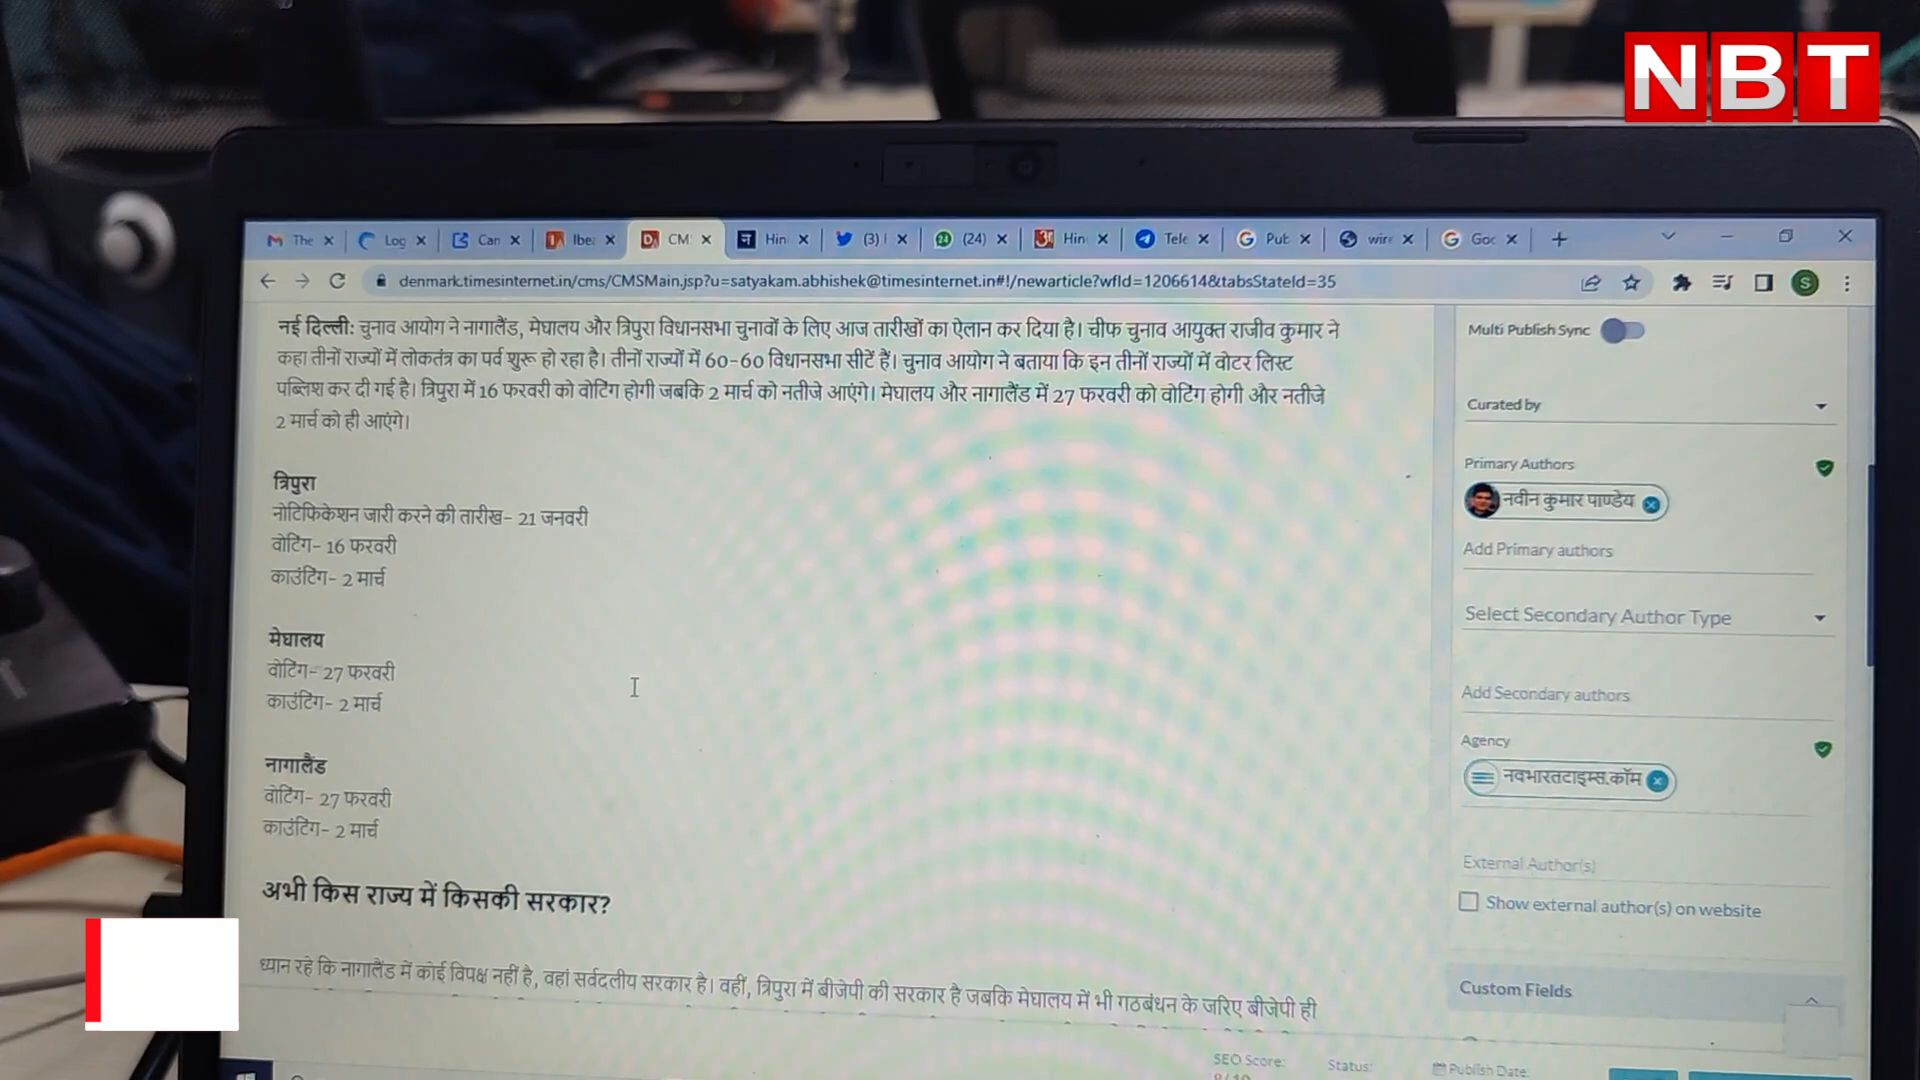 NBT
The
Log
Can
Ibe
CM
Hin
(3)
(24)
Hin
Tele
Pub
wire
Goo
denmark.timesinternet.in/cms/CMSMain.jsp?u=satyakam.abhishek@timesinternet.in#!/newarticle?wfId=1206614&tabsStateId=35
नई दिल्ली: चुनाव आयोग ने नागालैंड, मेघालय और त्रिपुरा विधानसभा चुनावों के लिए आज तारीखों का ऐलान कर दिया है। चीफ चुनाव आयुक्त राजीव कुमार ने
कहा तीनों राज्यों में लोकतंत्र का पर्व शुरू हो रहा है। तीनों राज्यों में 60-60 विधानसभा सीटें हैं। चुनाव आयोग ने बताया कि इन तीनों राज्यों में वोटर लिस्ट
पब्लिश कर दी गई है। त्रिपुरा में 16 फरवरी को वोटिंग होगी जबकि 2 मार्च को नतीजे आएंगे। मेघालय और नागालैंड में 27 फरवरी को वोटिंग होगी और नतीजे
2 मार्च को ही आएंगे।
त्रिपुरा
नोटिफिकेशन जारी करने की तारीख- 21 जनवरी
वोटिंग- 16 फरवरी
काउंटिंग- 2 मार्च
मेघालय
वोटिंग- 27 फरवरी
काउंटिंग- 2 मार्च
नागालैंड
वोटिंग- 27 फरवरी
काउंटिंग- 2 मार्च
अभी किस राज्य में किसकी सरकार?
ध्यान रहे कि नागालैंड में कोई विपक्ष नहीं है, वहां सर्वदलीय सरकार है। वहीं, त्रिपुरा में बीजेपी की सरकार है जबकि मेघालय में भी गठबंधन के जरिए बीजेपी ही
Multi Publish Sync
Curated by
Primary Authors
नवीन कुमार पाण्डेय
Add Primary authors
Select Secondary Author Type
Add Secondary authors
Agency
नवभारतटाइम्स.कॉम
External Author(s)
Show external author(s) on website
Custom Fields
SEO Score:
Status:
Publish Date: